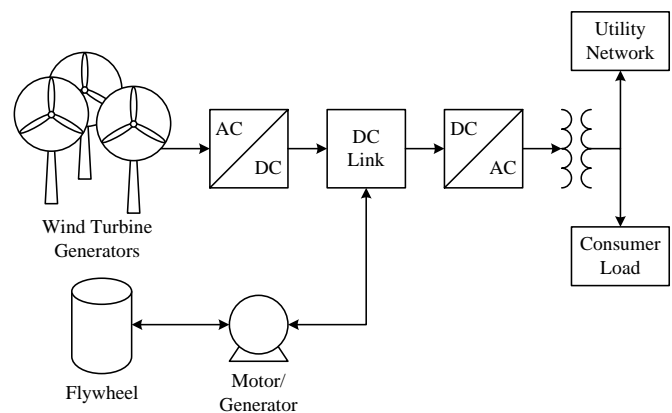 Utility
Network
AC
DC
DC
Link
DC
AC
Wind Turbine
Generators
Consumer
Load
Flywheel
Motor/
Generator